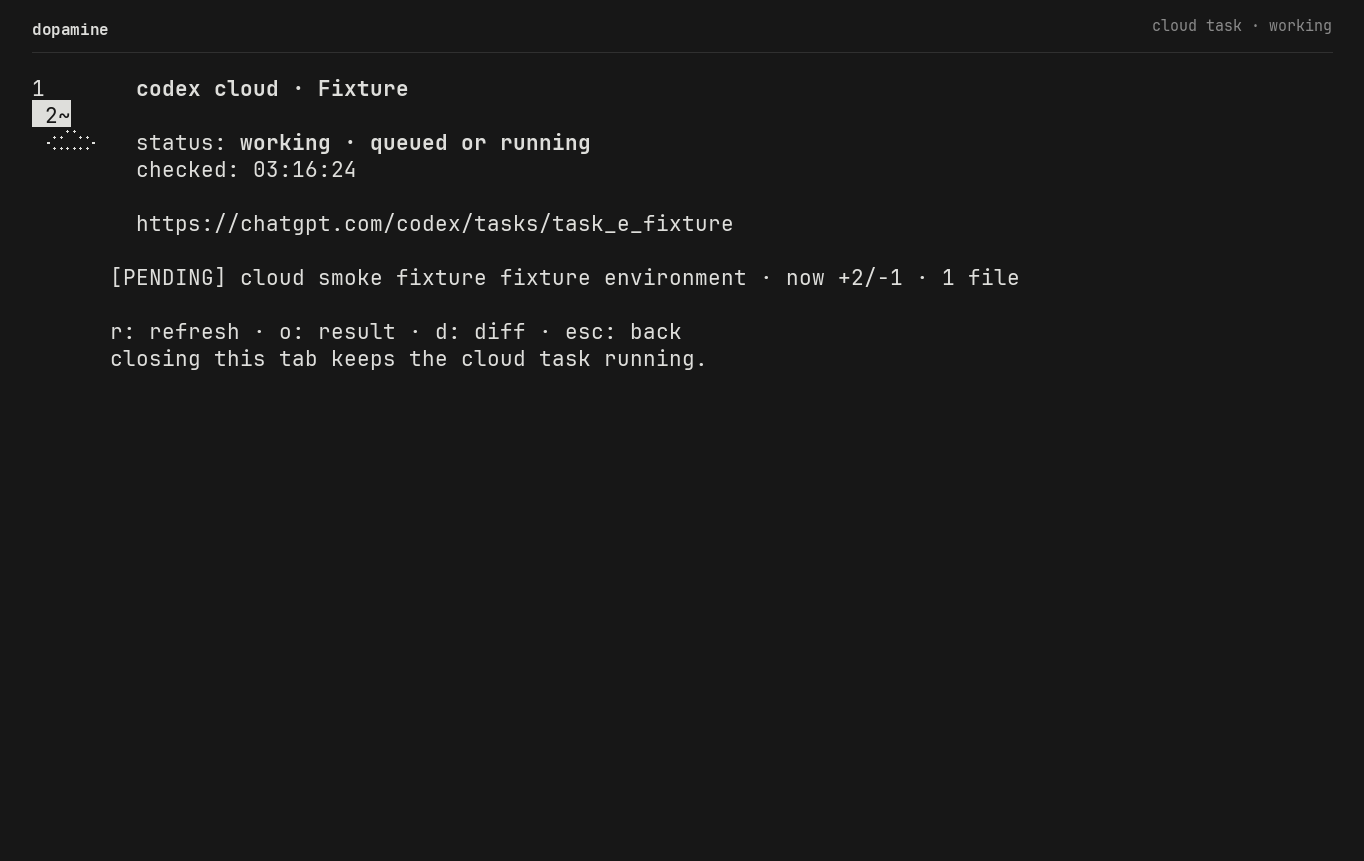 dopamine
cloud task · working
1
codex cloud · Fixture
2~
status: working · queued or running
checked: 03:16:24
https://chatgpt.com/codex/tasks/task_e_fixture
[PENDING] cloud smoke fixture fixture environment · now +2/-1 · 1 file
r: refresh · o: result · d: diff · esc: back
closing this tab keeps the cloud task running.